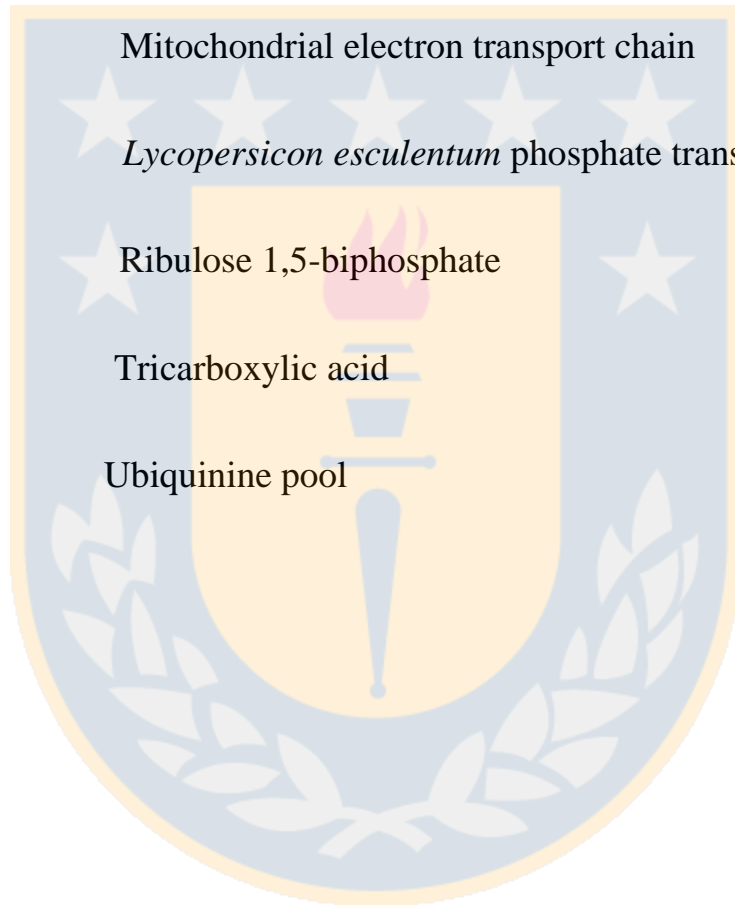 Mitochondrial electron transport chain
Lycopersicon esculentum phosphate trans
Ribulose 1,5-biphosphate
Tricarboxylic acid
Ubiquinine pool